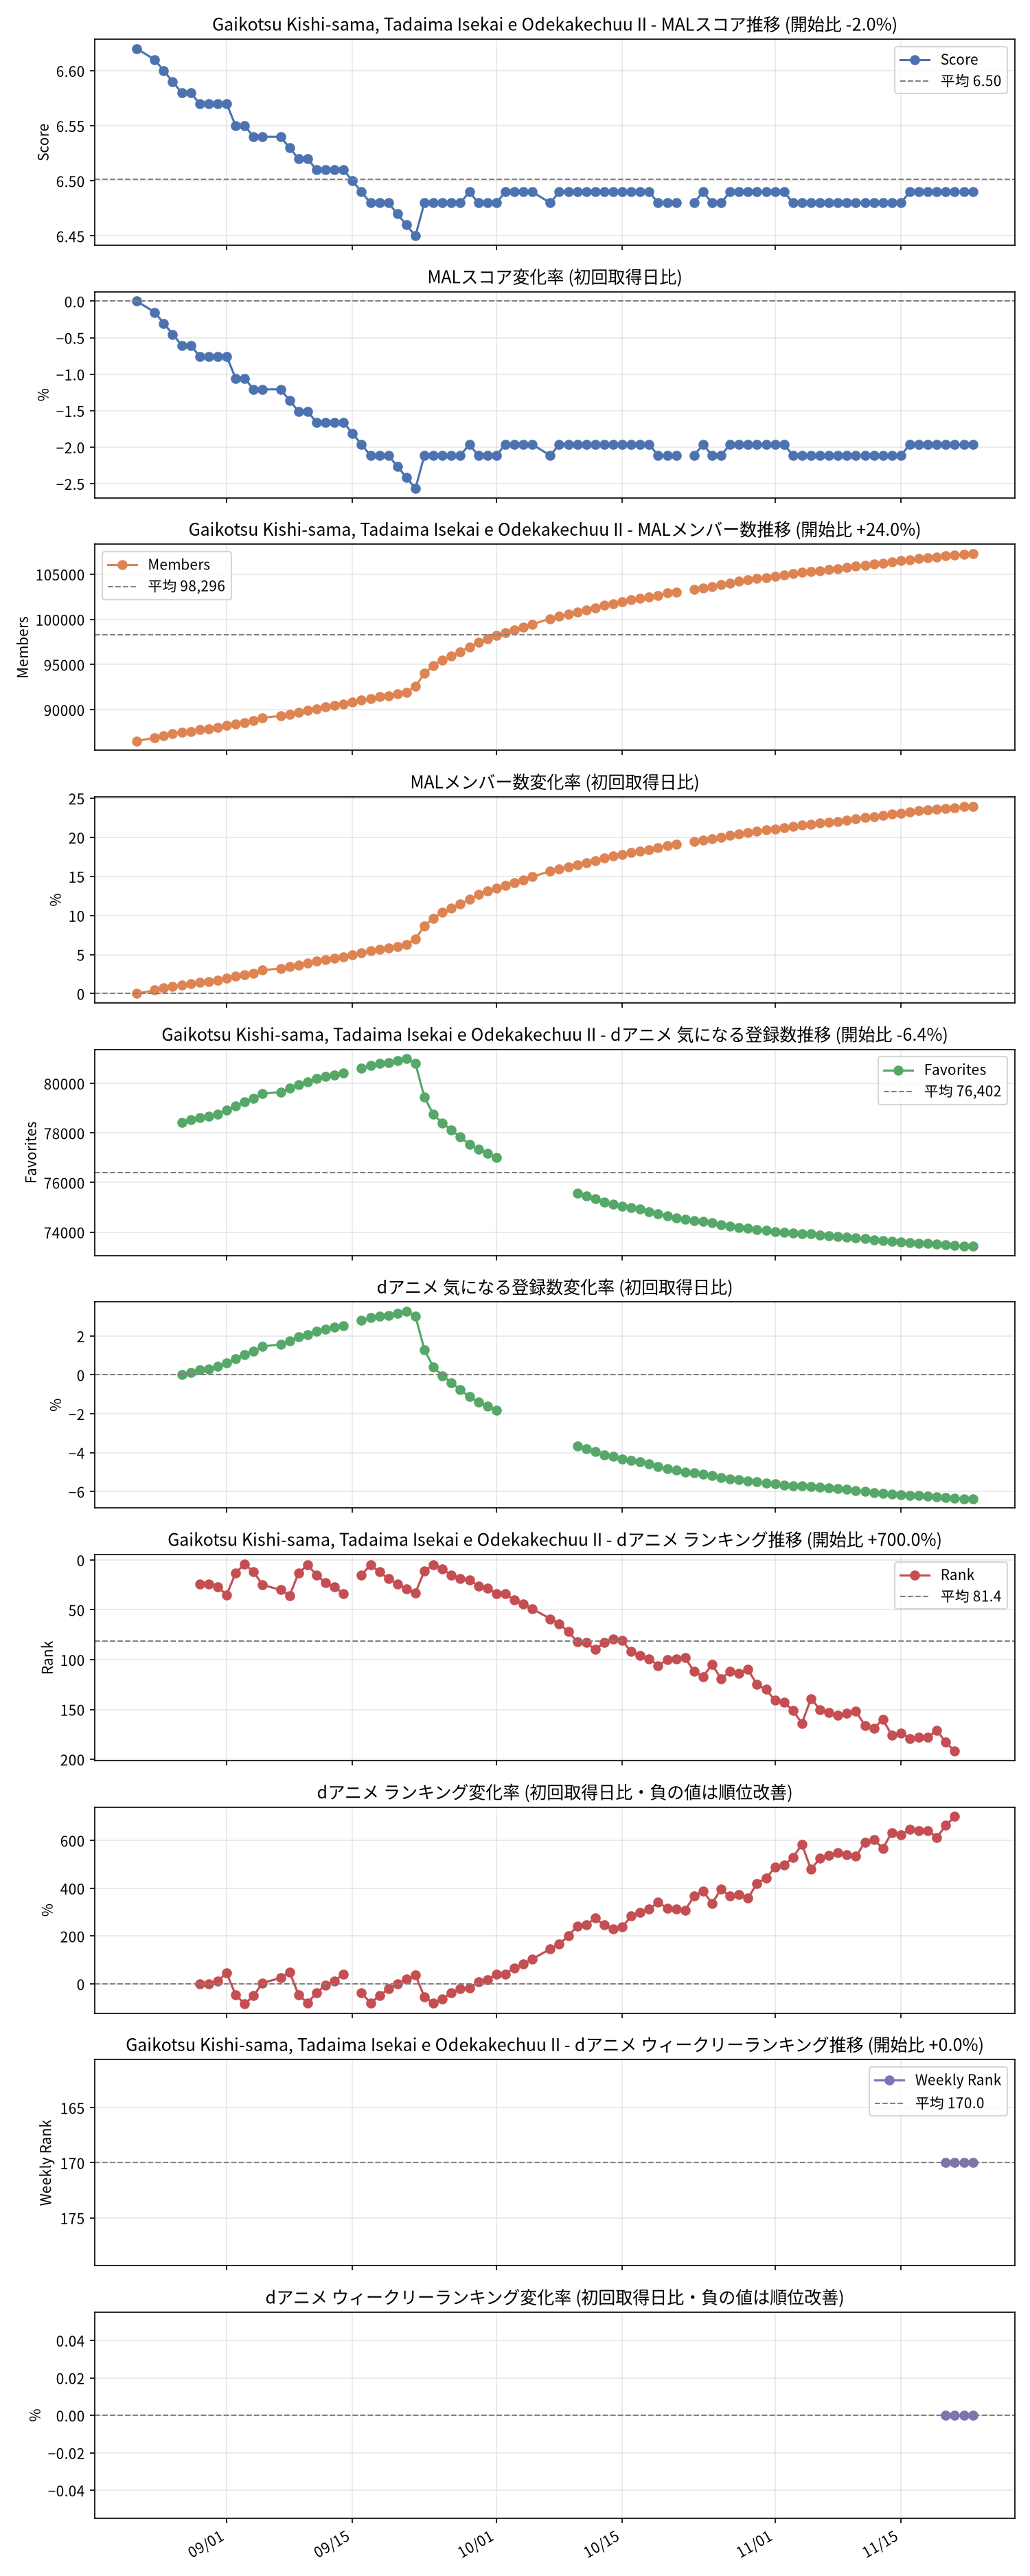 Gaikotsu Kishi-sama, Tadaima Isekai e Odekakechuu II - MALスコア推移 (開始比 -2.0%)
Score
平均 6.50
6.60
6.55
6.50
6.45
Score
MALスコア変化率 (初回取得日比)
0.0
−0.5
−1.0
−1.5
−2.0
−2.5
%
Gaikotsu Kishi-sama, Tadaima Isekai e Odekakechuu II - MALメンバー数推移 (開始比 +24.0%)
Members
平均 98,296
105000
100000
95000
90000
Members
MALメンバー数変化率 (初回取得日比)
25
20
15
10
5
0
%
Gaikotsu Kishi-sama, Tadaima Isekai e Odekakechuu II - dアニメ 気になる登録数推移 (開始比 -6.4%)
Favorites
平均 76,402
80000
78000
76000
74000
Favorites
dアニメ 気になる登録数変化率 (初回取得日比)
2
0
−2
−4
−6
%
Gaikotsu Kishi-sama, Tadaima Isekai e Odekakechuu II - dアニメ ランキング推移 (開始比 +700.0%)
Rank
平均 81.4
0
50
100
150
200
Rank
dアニメ ランキング変化率 (初回取得日比・負の値は順位改善)
600
400
200
0
%
Gaikotsu Kishi-sama, Tadaima Isekai e Odekakechuu II - dアニメ ウィークリーランキング推移 (開始比 +0.0%)
Weekly Rank
平均 170.0
165
170
175
Weekly Rank
dアニメ ウィークリーランキング変化率 (初回取得日比・負の値は順位改善)
0.04
0.02
0.00
−0.02
−0.04
%
09/01
09/15
10/01
10/15
11/01
11/15